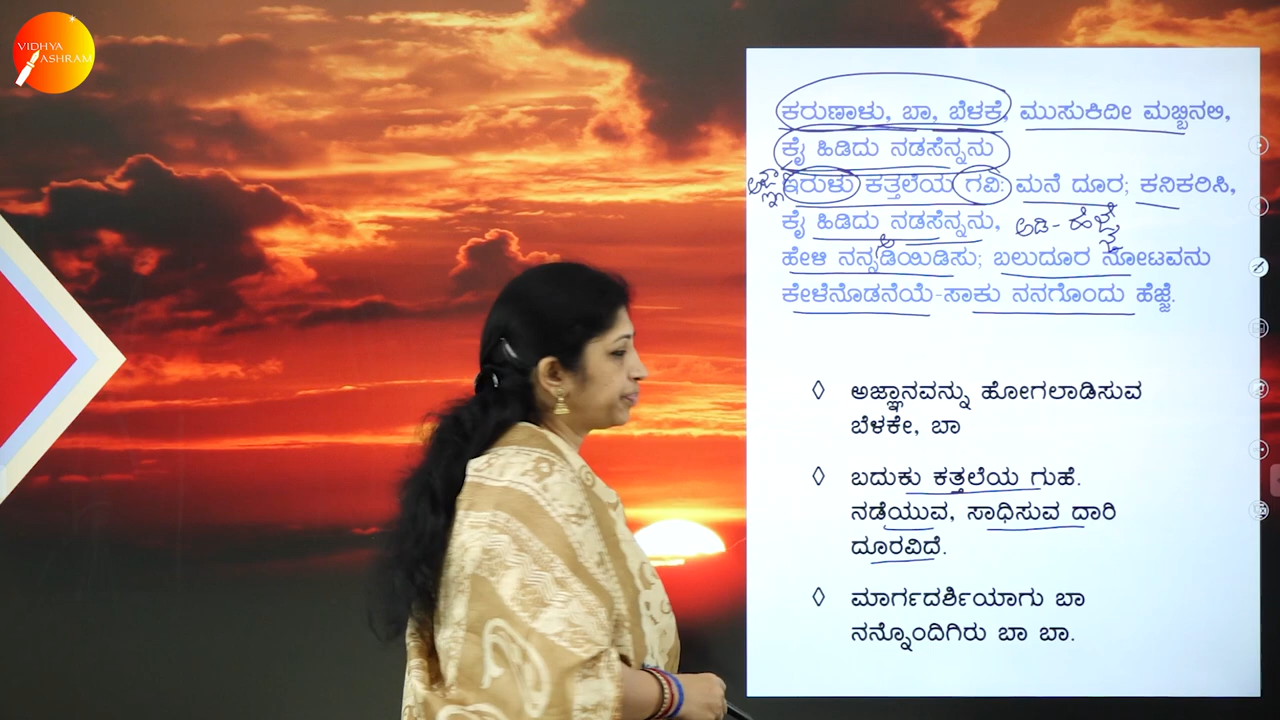 VIDHYA
ASHRAM
ಕರುಣಾಳು, ಬಾ, ಬೆಳಕೆ, ಮುಸುಕಿದೀ ಮಬ್ಬಿನಲಿ,
ಕೈ ಹಿಡಿದು ನಡಸೆನ್ನನು
ಇರುಳು ಕತ್ತಲೆಯ ಗವಿ: ಮನೆ ದೂರ; ಕನಿಕರಿಸಿ,
ಕೈ ಹಿಡಿದು ನಡಸೆನ್ನನು, ಅಡಿ- ಹೆಜ್ಜೆ
ಹೇಳಿ ನನ್ನಡಿಯಿಡಿಸು; ಬಲುದೂರ ನೋಟವನು
ಕೇಳೆನೊಡನೆಯೆ-ಸಾಕು ನನಗೊಂದು ಹೆಜ್ಜೆ.
ಅಜ್ಞಾನವನ್ನು ಹೋಗಲಾಡಿಸುವ
ಬೆಳಕೇ, ಬಾ
ಬದುಕು ಕತ್ತಲೆಯ ಗುಹೆ.
ನಡೆಯುವ, ಸಾಧಿಸುವ ದಾರಿ
ದೂರವಿದೆ.
ಮಾರ್ಗದರ್ಶಿಯಾಗು ಬಾ
ನನ್ನೊಂದಿಗಿರು ಬಾ ಬಾ.